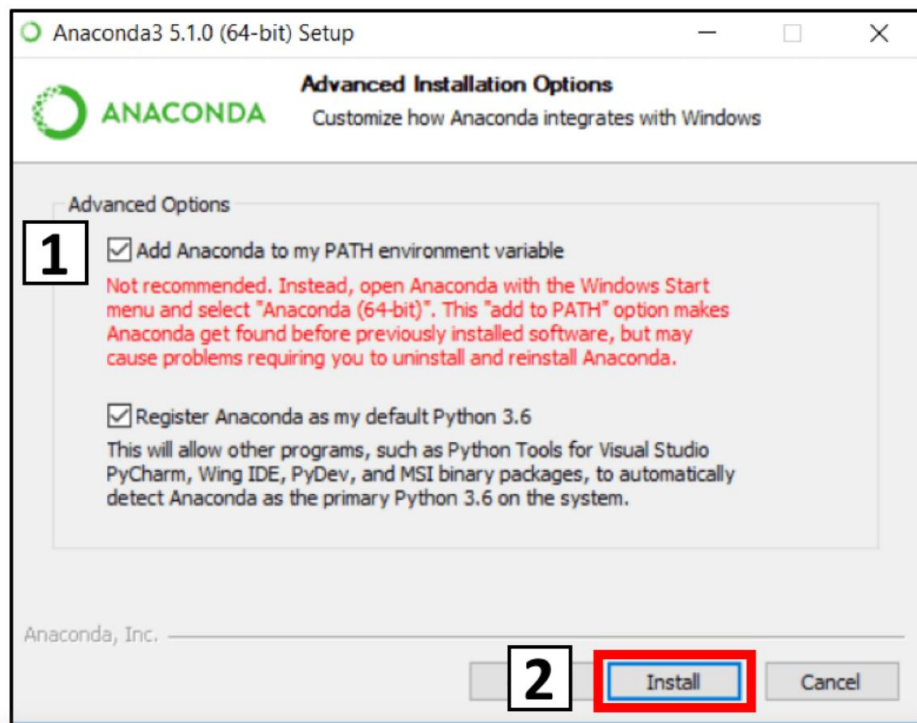 Anaconda3 5.1.0 (64-bit) Setup
Advanced Installation Options
ANACONDA
Customize how Anaconda integrates with Windows
Advanced Options
1
Add Anaconda to my PATH environment variable
Not recommended. Instead, open Anaconda with the Windows Start
menu and select "Anaconda (64-bit)". This "add to PATH" option makes
Anaconda get found before previously installed software, but may
cause problems requiring you to uninstall and reinstall Anaconda.
Register Anaconda as my default Python 3.6
This will allow other programs, such as Python Tools for Visual Studio
PyCharm, Wing IDE, PyDev, and MSI binary packages, to automatically
detect Anaconda as the primary Python 3.6 on the system.
Anaconda, Inc.
2
Install
Cancel